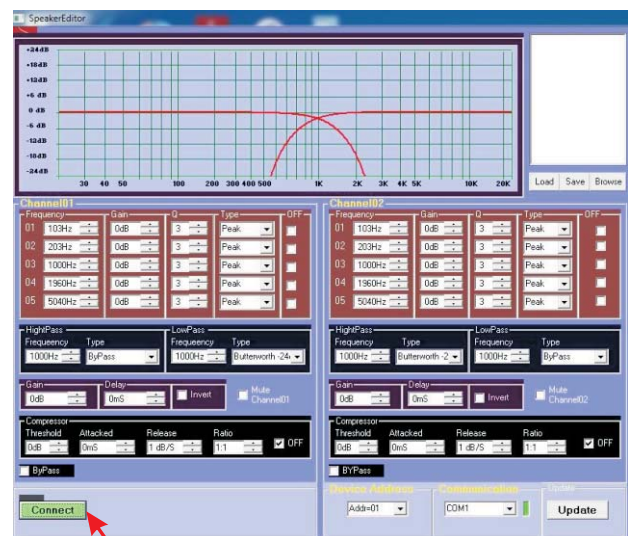 SpeakerEditor
+24dB
+18dB
+12dB
+6 dB
0 dB
-6 dB
-12dB
-18dB
-24dB
30 40 50 100 200 300 400 500 1K 2K 3K 4K 5K 10K 20K
Load Save Browse
Channel01
Frequency Gain Q Type OFF
01 103Hz 0dB 3 Peak
02 203Hz 0dB 3 Peak
03 1000Hz 0dB 3 Peak
04 1960Hz 0dB 3 Peak
05 5040Hz 0dB 3 Peak
HightPass LowPass
Frequeency Type Frequeency Type
1000Hz ByPass 1000Hz Butterworth -24
Gain Delay
0dB 0mS Invert Mute Channel01
Compressor
Threshold Attacked Release Ratio
0dB 0mS 1 dB/S 1:1 OFF
ByPass
Channel02
Frequency Gain Q Type OFF
01 103Hz 0dB 3 Peak
02 203Hz 0dB 3 Peak
03 1000Hz 0dB 3 Peak
04 1960Hz 0dB 3 Peak
05 5040Hz 0dB 3 Peak
HightPass LowPass
Frequeency Type Frequeency Type
1000Hz Butterworth -2 1000Hz ByPass
Gain Delay
0dB 0mS Invert Mute Channel02
Compressor
Threshold Attacked Release Ratio
0dB 0mS 1 dB/S 1:1 OFF
BYPass
Connect
Device Address Communication Update
Addr=01 COM1 Update